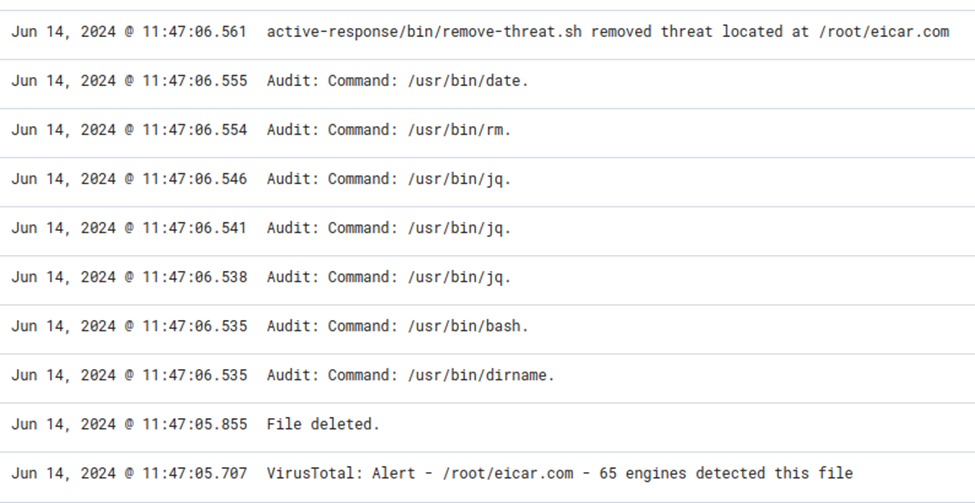 Jun 14, 2024 @ 11:47:06.561 active-response/bin/remove-threat.sh removed threat located at /root/eicar.com
Jun 14, 2024 @ 11:47:06.555 Audit: Command: /usr/bin/date.
Jun 14, 2024 @ 11:47:06.554 Audit: Command: /usr/bin/rm.
Jun 14, 2024 @ 11:47:06.546 Audit: Command: /usr/bin/jq.
Jun 14, 2024 @ 11:47:06.541 Audit: Command: /usr/bin/jq.
Jun 14, 2024 @ 11:47:06.538 Audit: Command: /usr/bin/jq.
Jun 14, 2024 @ 11:47:06.535 Audit: Command: /usr/bin/bash.
Jun 14, 2024 @ 11:47:06.535 Audit: Command: /usr/bin/dirname.
Jun 14, 2024 @ 11:47:05.855 File deleted.
Jun 14, 2024 @ 11:47:05.707 VirusTotal: Alert - /root/eicar.com - 65 engines detected this file